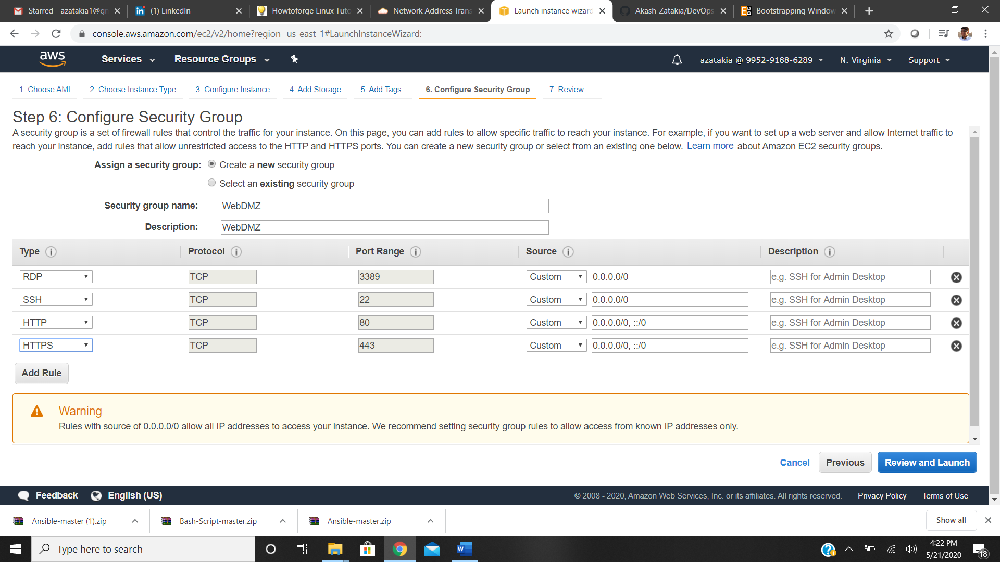 Starred - azatakia1@gm
(1) LinkedIn
Howtoforge Linux Tuto
Network Address Trans
Launch instance wizard
Akash-Zatakia/DevOps
Bootstrapping Window
console.aws.amazon.com/ec2/v2/home?region=us-east-1#LaunchInstanceWizard:
aws
Services
Resource Groups
azatakia @ 9952-9188-6289
N. Virginia
Support
1. Choose AMI
2. Choose Instance Type
3. Configure Instance
4. Add Storage
5. Add Tags
6. Configure Security Group
7. Review
Step 6: Configure Security Group
A security group is a set of firewall rules that control the traffic for your instance. On this page, you can add rules to allow specific traffic to reach your instance. For example, if you want to set up a web server and allow Internet traffic to
reach your instance, add rules that allow unrestricted access to the HTTP and HTTPS ports. You can create a new security group or select from an existing one below. Learn more about Amazon EC2 security groups.
Assign a security group: Create a new security group
Select an existing security group
Security group name: WebDMZ
Description: WebDMZ
Type i Protocol i Port Range i Source i Description i
RDP TCP 3389 Custom 0.0.0.0/0 e.g. SSH for Admin Desktop
SSH TCP 22 Custom 0.0.0.0/0 e.g. SSH for Admin Desktop
HTTP TCP 80 Custom 0.0.0.0/0, ::/0 e.g. SSH for Admin Desktop
HTTPS TCP 443 Custom 0.0.0.0/0, ::/0 e.g. SSH for Admin Desktop
Add Rule
Warning
Rules with source of 0.0.0.0/0 allow all IP addresses to access your instance. We recommend setting security group rules to allow access from known IP addresses only.
Cancel Previous Review and Launch
Feedback English (US)
© 2008 - 2020, Amazon Web Services, Inc. or its affiliates. All rights reserved. Privacy Policy Terms of Use
Ansible-master (1).zip
Bash-Script-master.zip
Ansible-master.zip
Show all
Type here to search
4:22 PM
5/21/2020
18